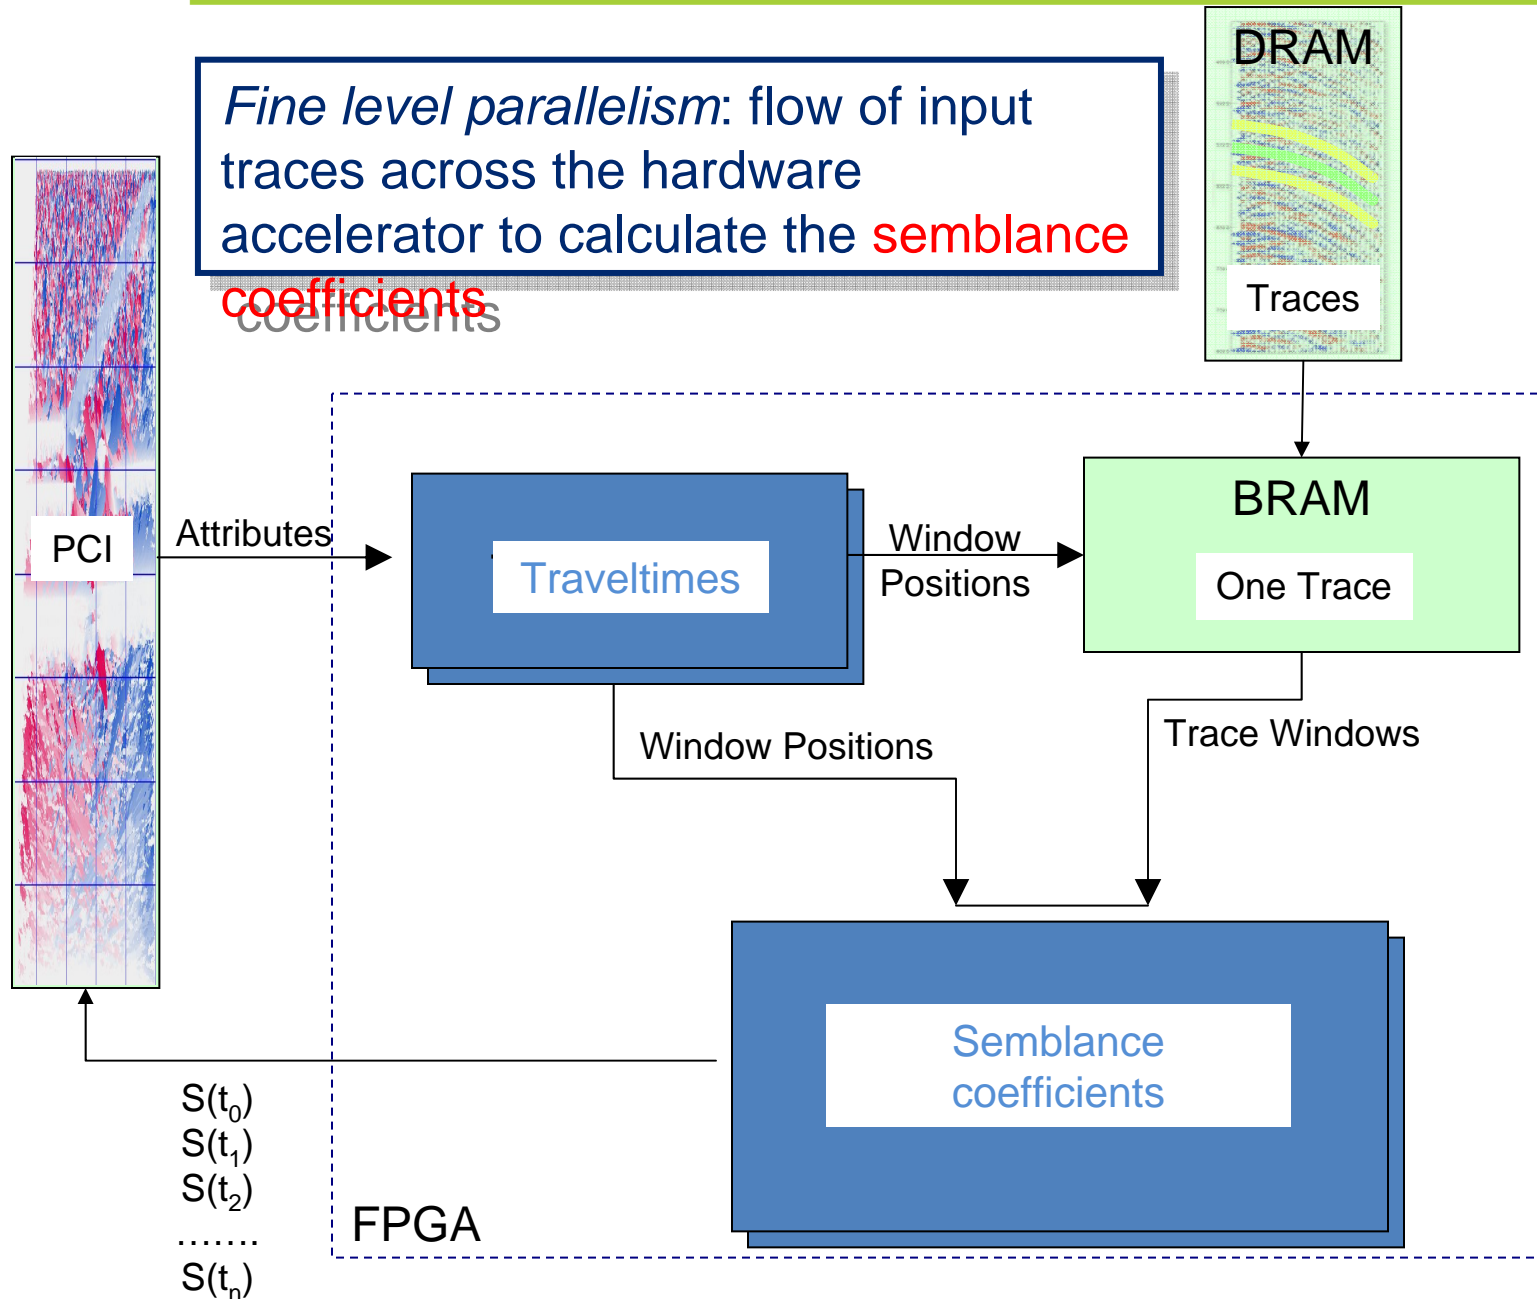 DRAM
Fine level parallelism: flow of input
traces across the hardware
accelerator to calculate the semblance
coefficients
Traces
PCI
Attributes
Traveltimes
Window
Positions
BRAM
One Trace
Window Positions
Trace Windows
Semblance
coefficients
S(t0)
S(t1)
S(t2)
.......
S(tn)
FPGA